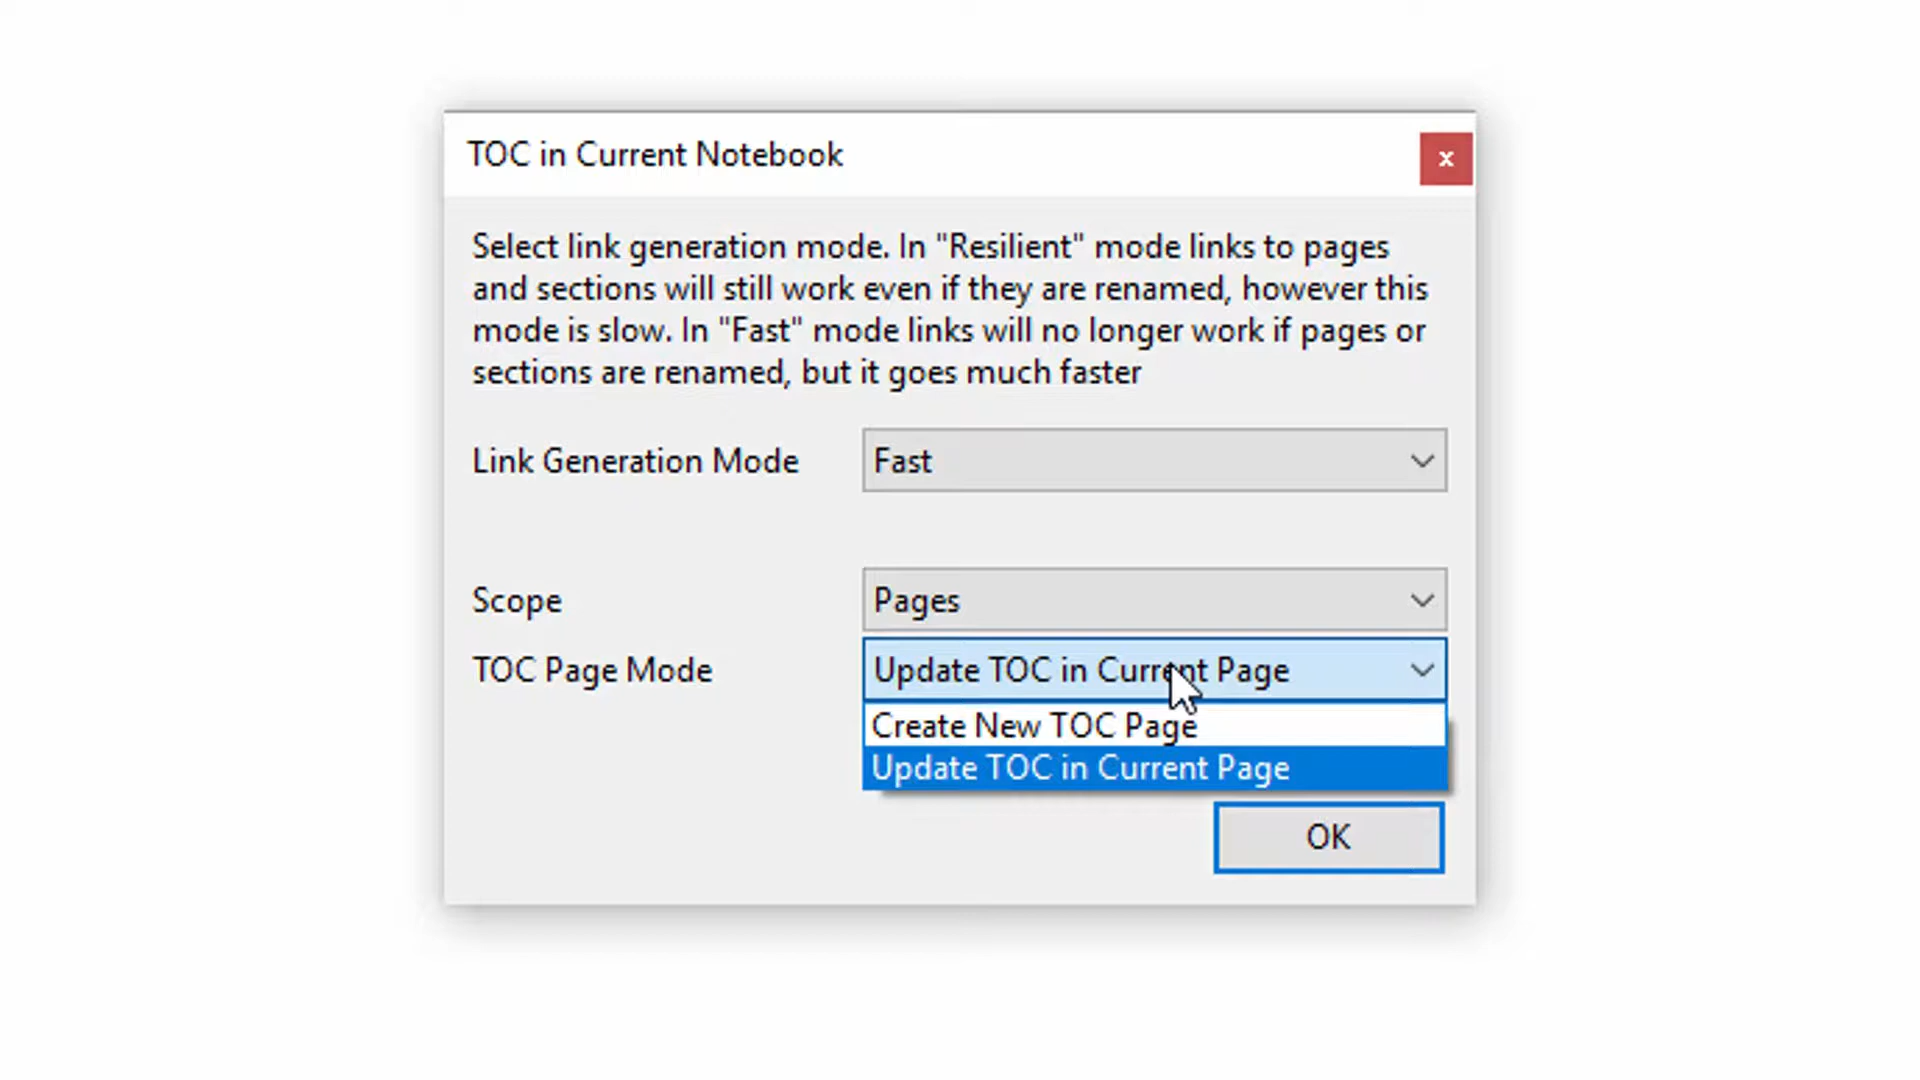 TOC in Current Notebook
x
Select link generation mode. In "Resilient" mode links to pages
and sections will still work even if they are renamed, however this
mode is slow. In "Fast" mode links will no longer work if pages or
sections are renamed, but it goes much faster
Link Generation Mode
Fast
Scope
Pages
TOC Page Mode
Update TOC in Current Page
Create New TOC Page
Update TOC in Current Page
OK